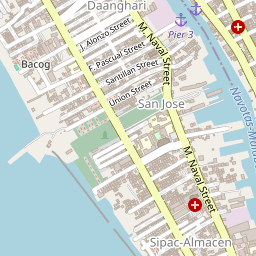 Daanghari
J. Alonzo Street
M. Naval Street
Pier 3
Bacog
E. Pascual Street
Santillan Street
Union Street
San Jose
Navotas-Man
M. Naval Street
Sipac-Almacen